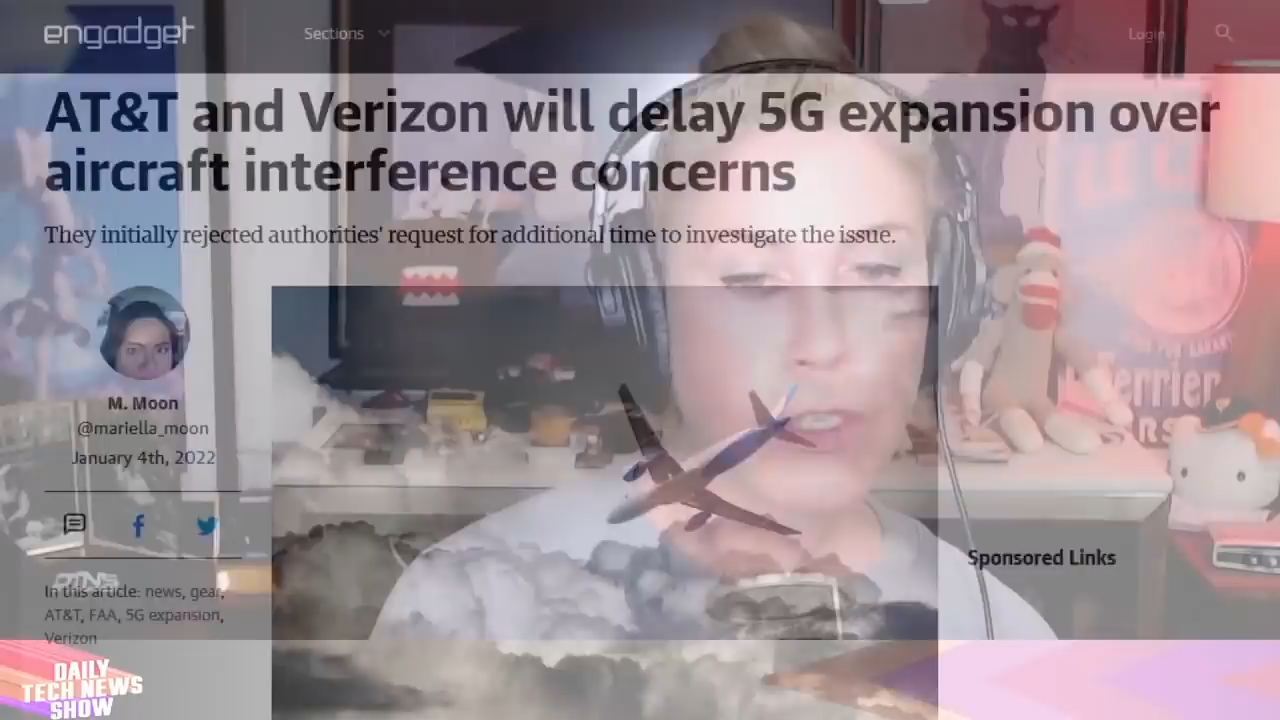 engadget
Sections
Login
AT&T and Verizon will delay 5G expansion over
aircraft interference concerns
They initially rejected authorities' request for additional time to investigate the issue.
M. Moon
@mariella_moon
January 4th, 2022
errier
Sponsored Links
DTNS
In this article: news, gear,
AT&T, FAA, 5G expansion,
Verizon
DAILY
TECH NEWS
SHOW